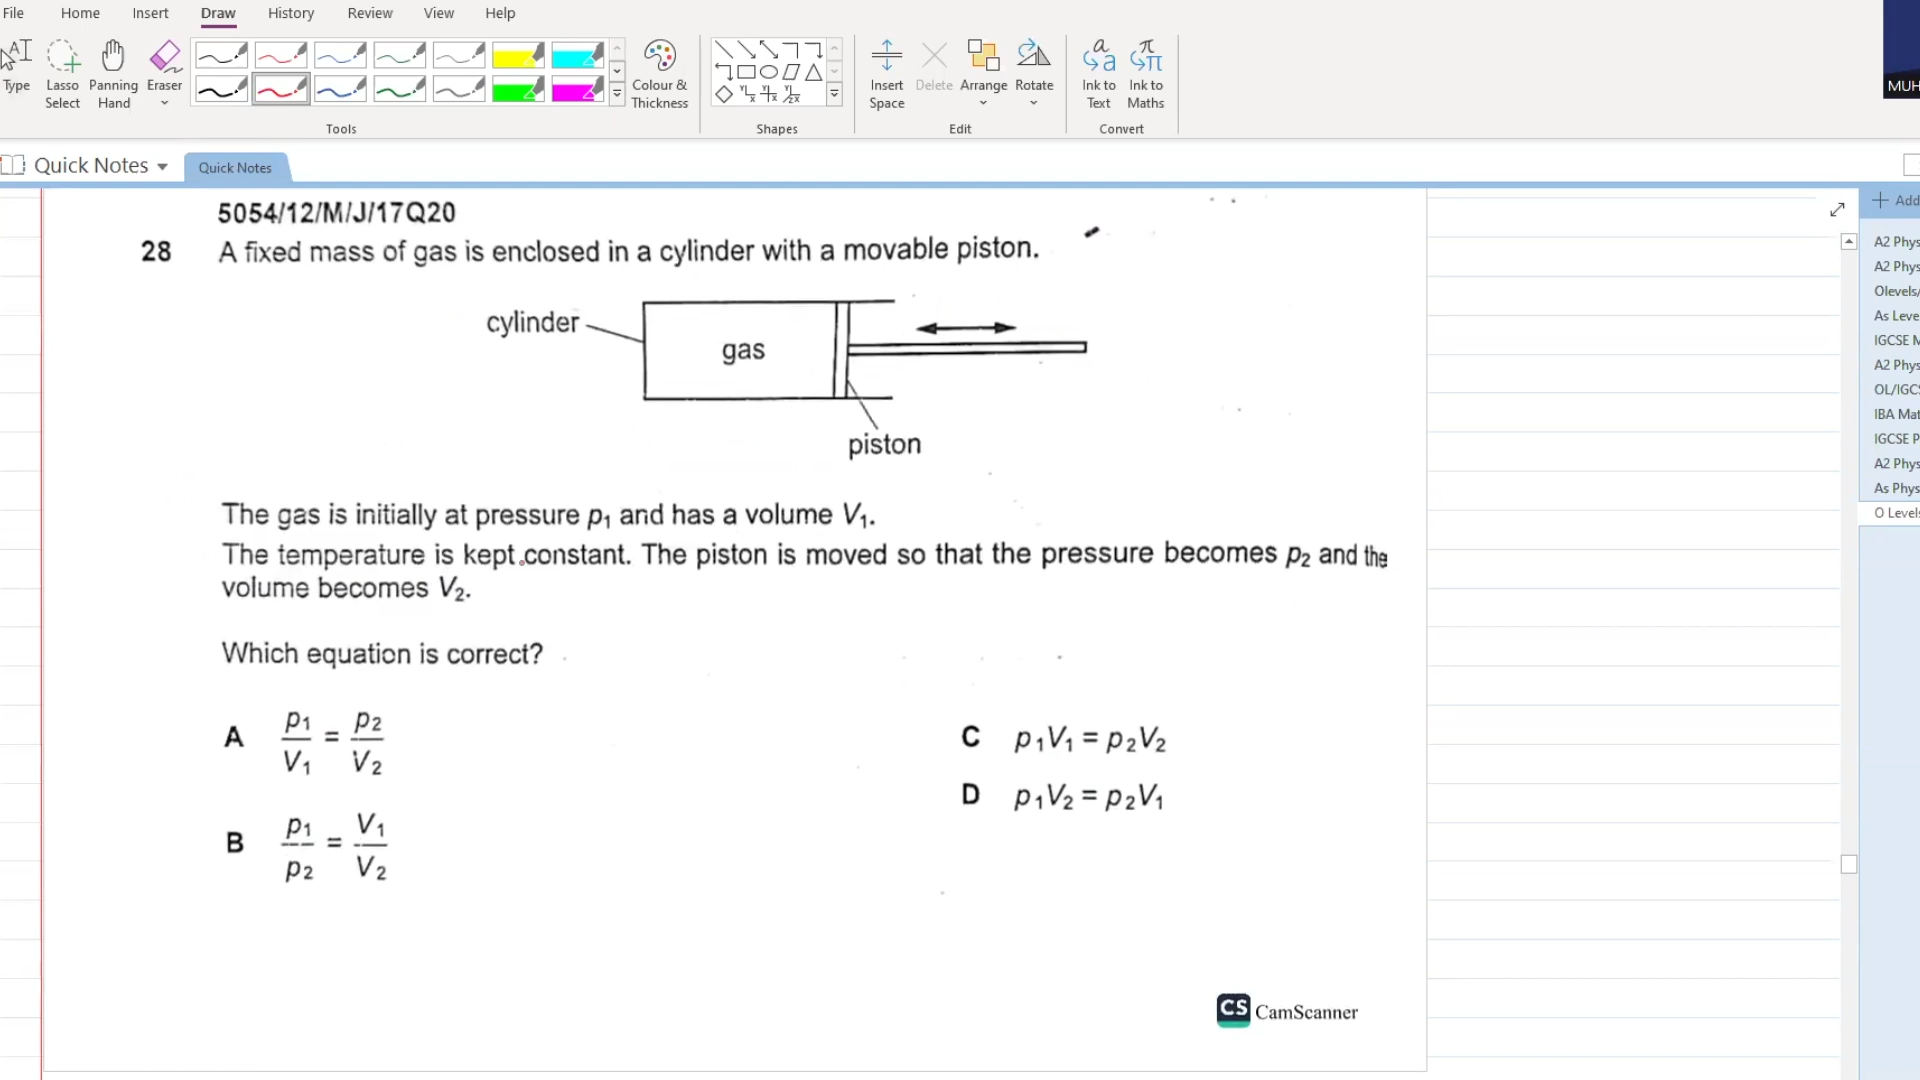 File Home Insert Draw History Review View Help
Type Lasso Select Panning Hand Eraser Colour & Thickness Insert Space Delete Arrange Rotate Ink to Text Ink to Maths
Tools Shapes Edit Convert
MUH
Quick Notes Quick Notes
Add
A2 Phys
A2 Phys
Olevels/
As Leve
IGCSE M
A2 Phys
OL/IGCS
IBA Mat
IGCSE P
A2 Phys
As Phys
O Levels
5054/12/M/J/17Q20
28 A fixed mass of gas is enclosed in a cylinder with a movable piston.
cylinder
gas
piston
The gas is initially at pressure p₁ and has a volume V₁.
The temperature is kept constant. The piston is moved so that the pressure becomes p₂ and the
volume becomes V₂.
Which equation is correct?
A p₁/V₁ = p₂/V₂
B p₁/p₂ = V₁/V₂
C p₁V₁ = p₂V₂
D p₁V₂ = p₂V₁
CS CamScanner